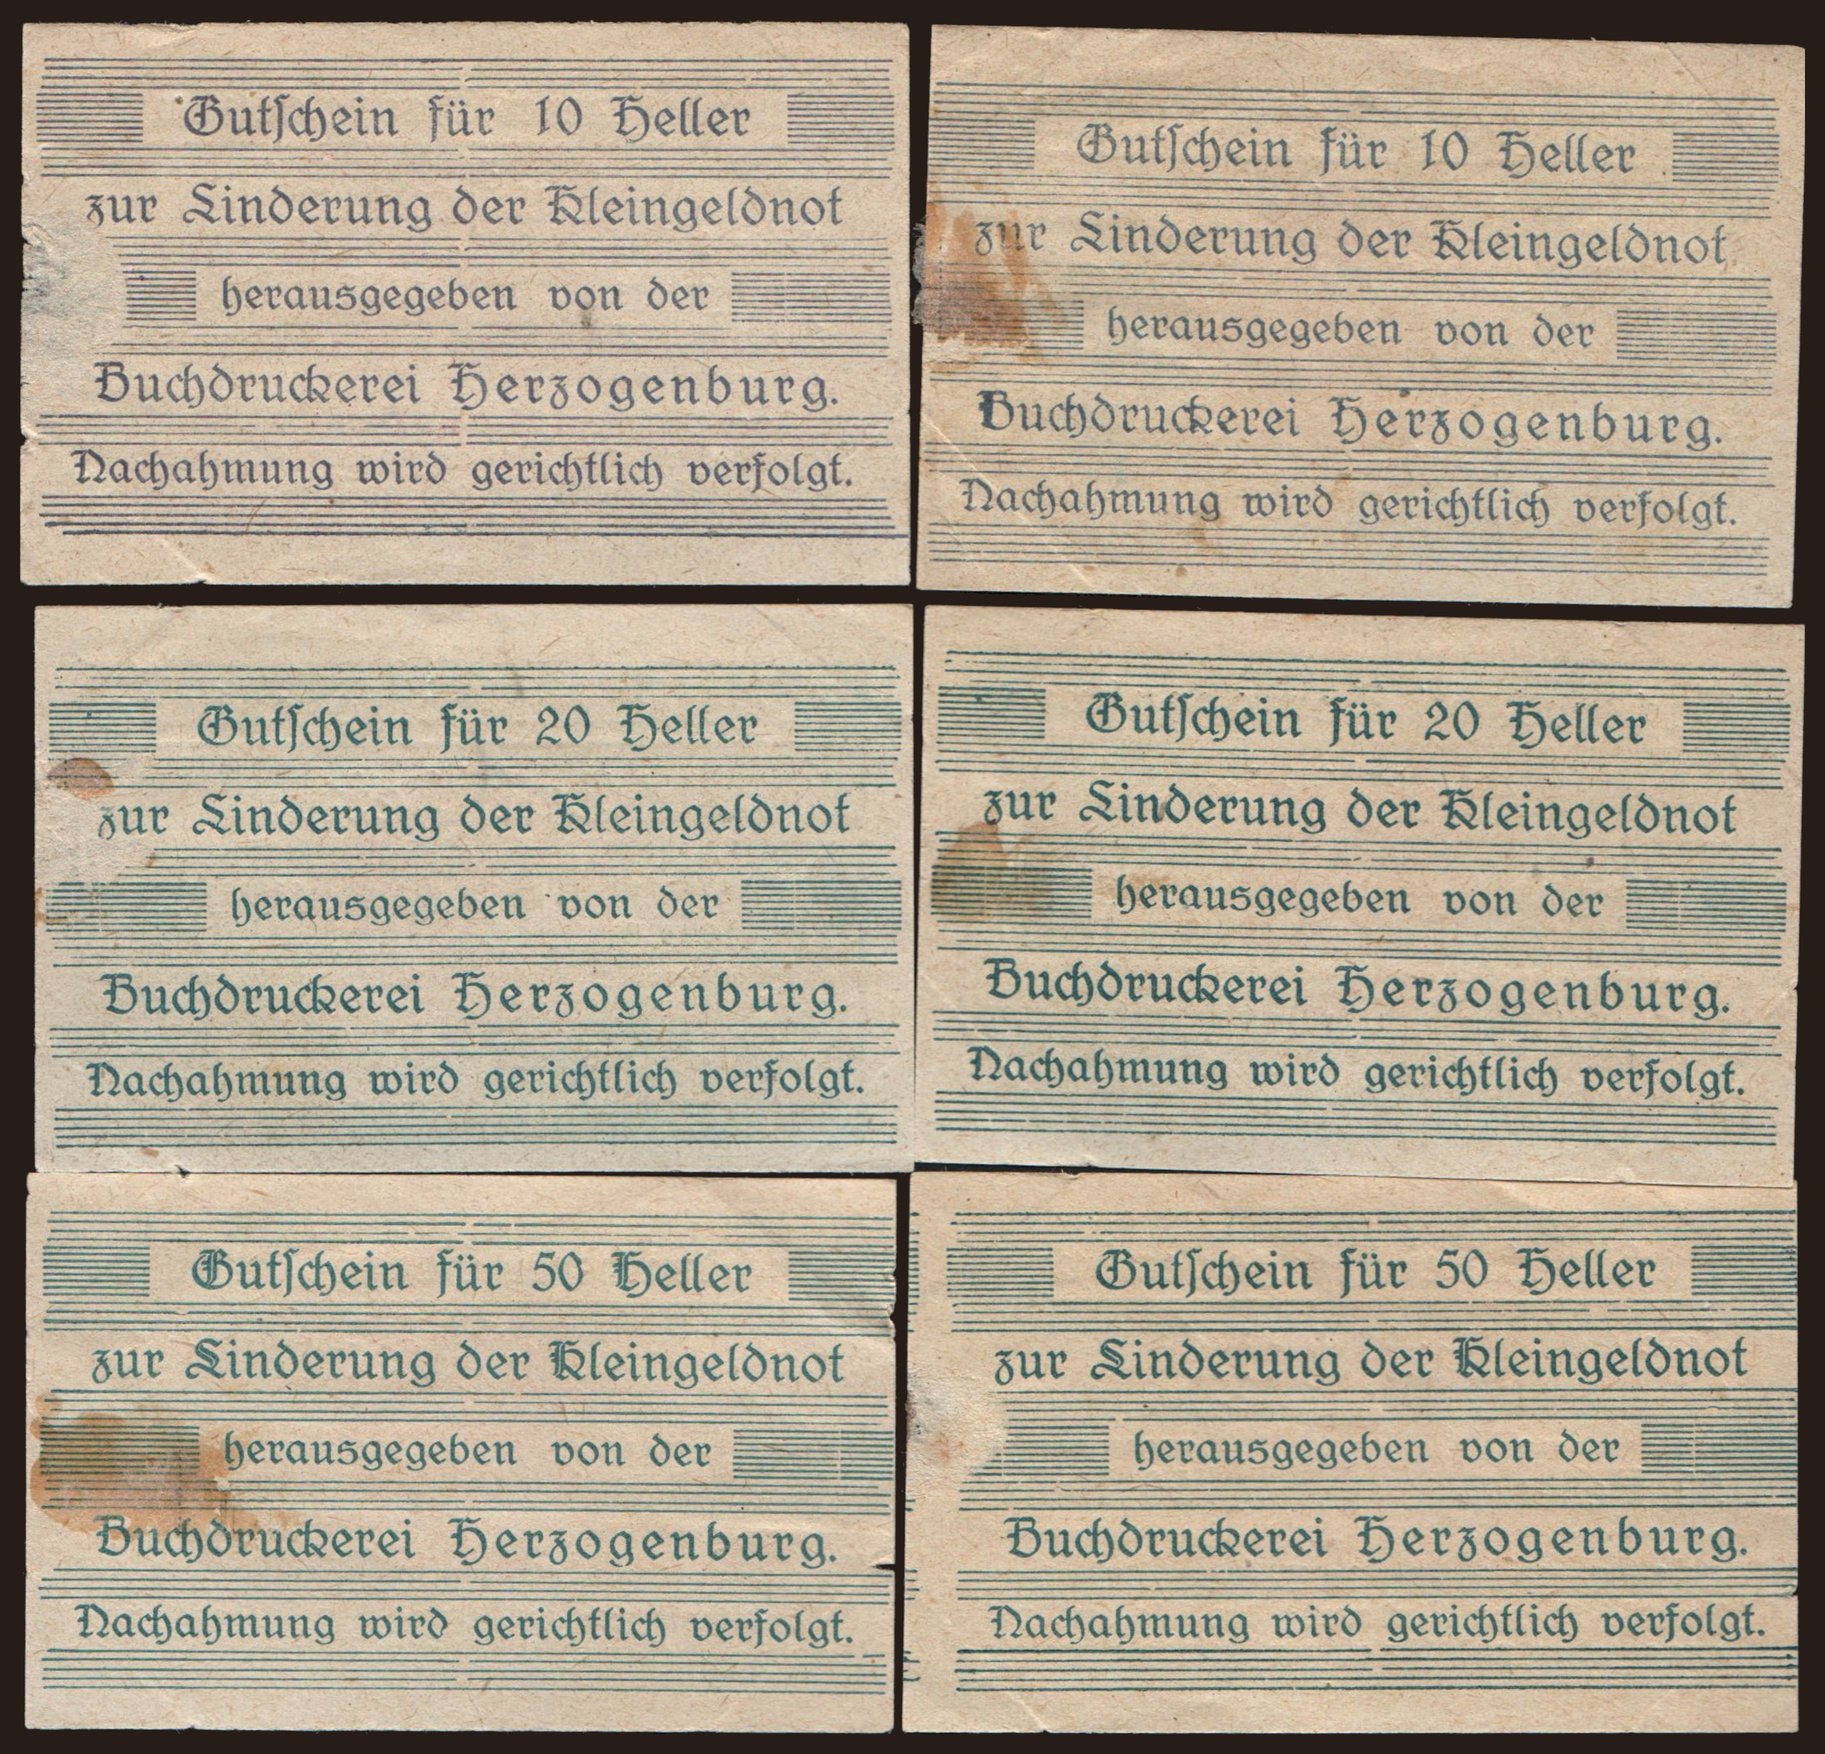 Gutschein für 10 Heller
zur Linderung der Kleingeldnot
herausgegeben von der
Buchdruckerei Herzogenburg.
Nachahmung wird gerichtlich verfolgt.
Gutschein für 10 Heller
zur Linderung der Kleingeldnot
herausgegeben von der
Buchdruckerei Herzogenburg.
Nachahmung wird gerichtlich verfolgt.
Gutschein für 20 Heller
zur Linderung der Kleingeldnot
herausgegeben von der
Buchdruckerei Herzogenburg.
Nachahmung wird gerichtlich verfolgt.
Gutschein für 20 Heller
zur Linderung der Kleingeldnot
herausgegeben von der
Buchdruckerei Herzogenburg.
Nachahmung wird gerichtlich verfolgt.
Gutschein für 50 Heller
zur Linderung der Kleingeldnot
herausgegeben von der
Buchdruckerei Herzogenburg.
Nachahmung wird gerichtlich verfolgt.
Gutschein für 50 Heller
zur Linderung der Kleingeldnot
herausgegeben von der
Buchdruckerei Herzogenburg.
Nachahmung wird gerichtlich verfolgt.